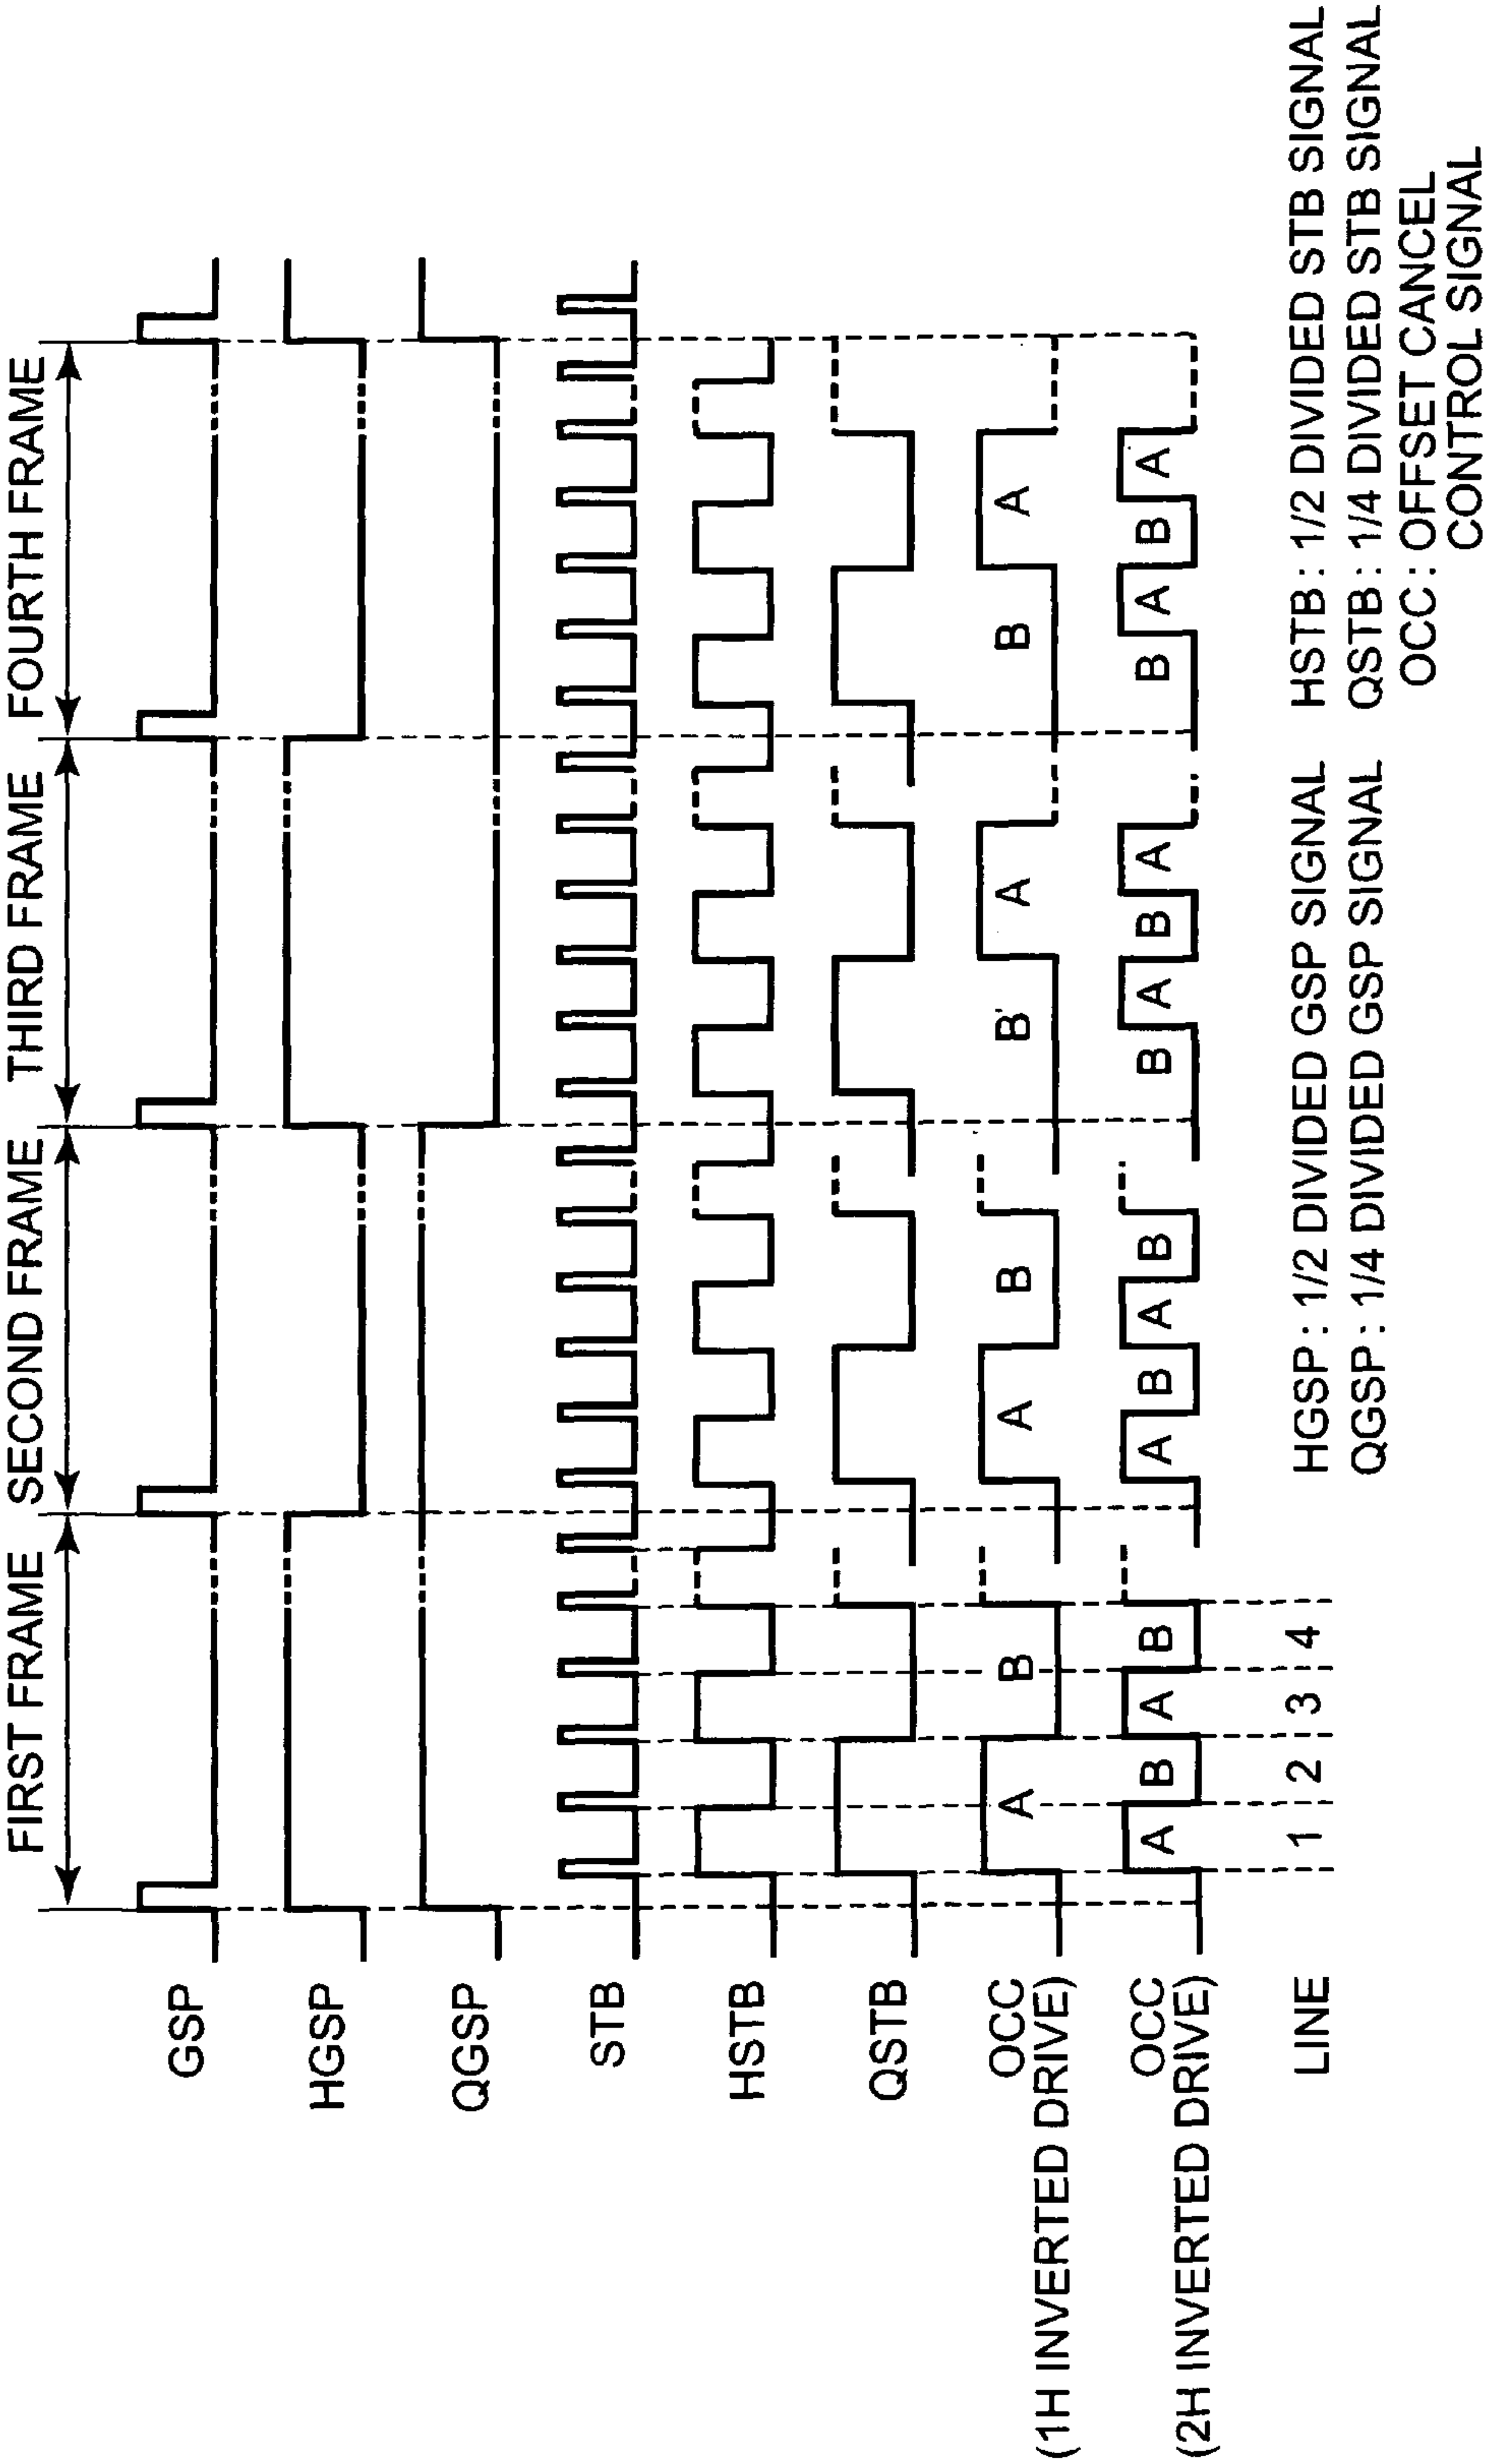 FIRST FRAME SECOND FRAME THIRD FRAME FOURTH FRAME
GSP
HGSP
QGSP
STB
HSTB
QSTB
OCC
(1H INVERTED DRIVE)
A B A B B' A B A
OCC
(2H INVERTED DRIVE)
A B A B A B A B B A B A B A B A
LINE 1 2 3 4
HGSP : 1/2 DIVIDED GSP SIGNAL
QGSP : 1/4 DIVIDED GSP SIGNAL
HSTB : 1/2 DIVIDED STB SIGNAL
QSTB : 1/4 DIVIDED STB SIGNAL
OCC : OFFSET CANCEL
CONTROL SIGNAL